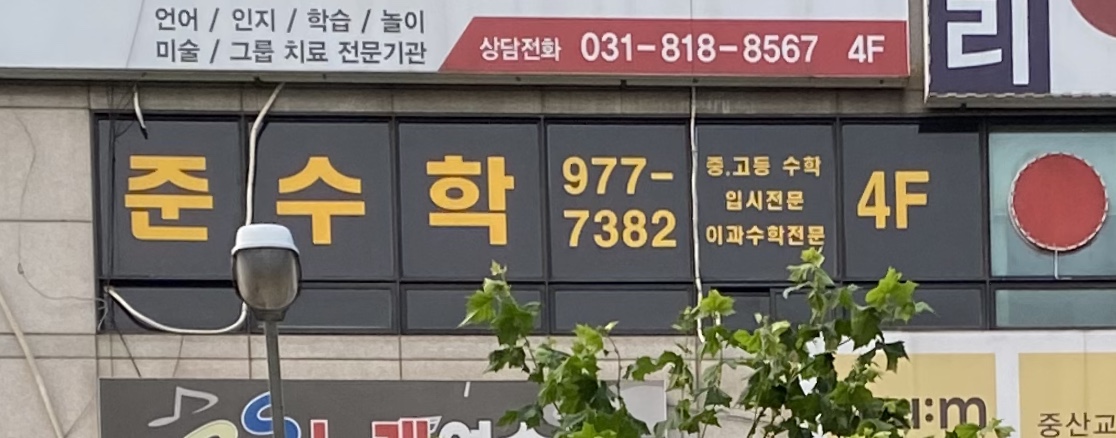 언어 / 인지 / 학습 / 놀이
미술 / 그룹 치료 전문기관
상담전화 031-818-8567 4F
리
준수학
977-
7382
중.고등 수학
입시전문
이과수학전문
4F
:m
중산교